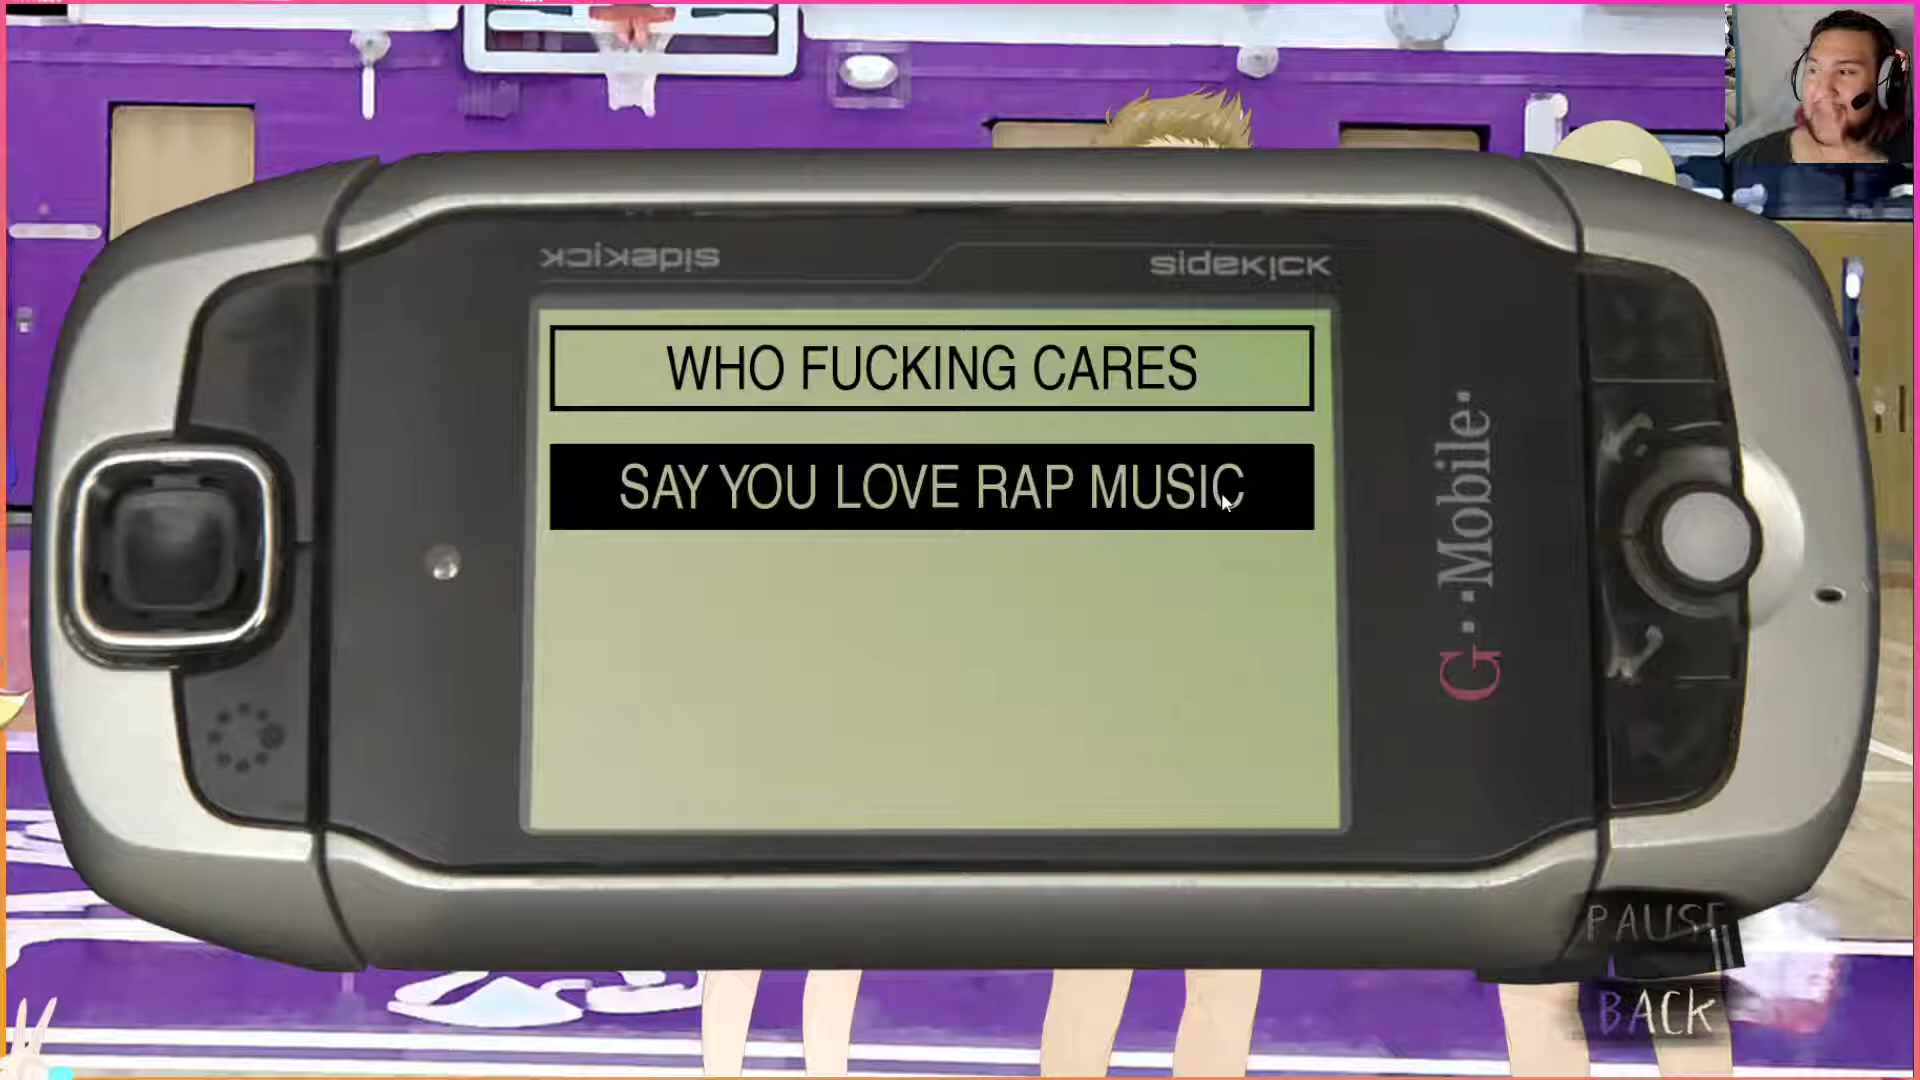 sidekick
sidekick
WHO FUCKING CARES
SAY YOU LOVE RAP MUSIC
G··Mobile·
PAUSE
BACK